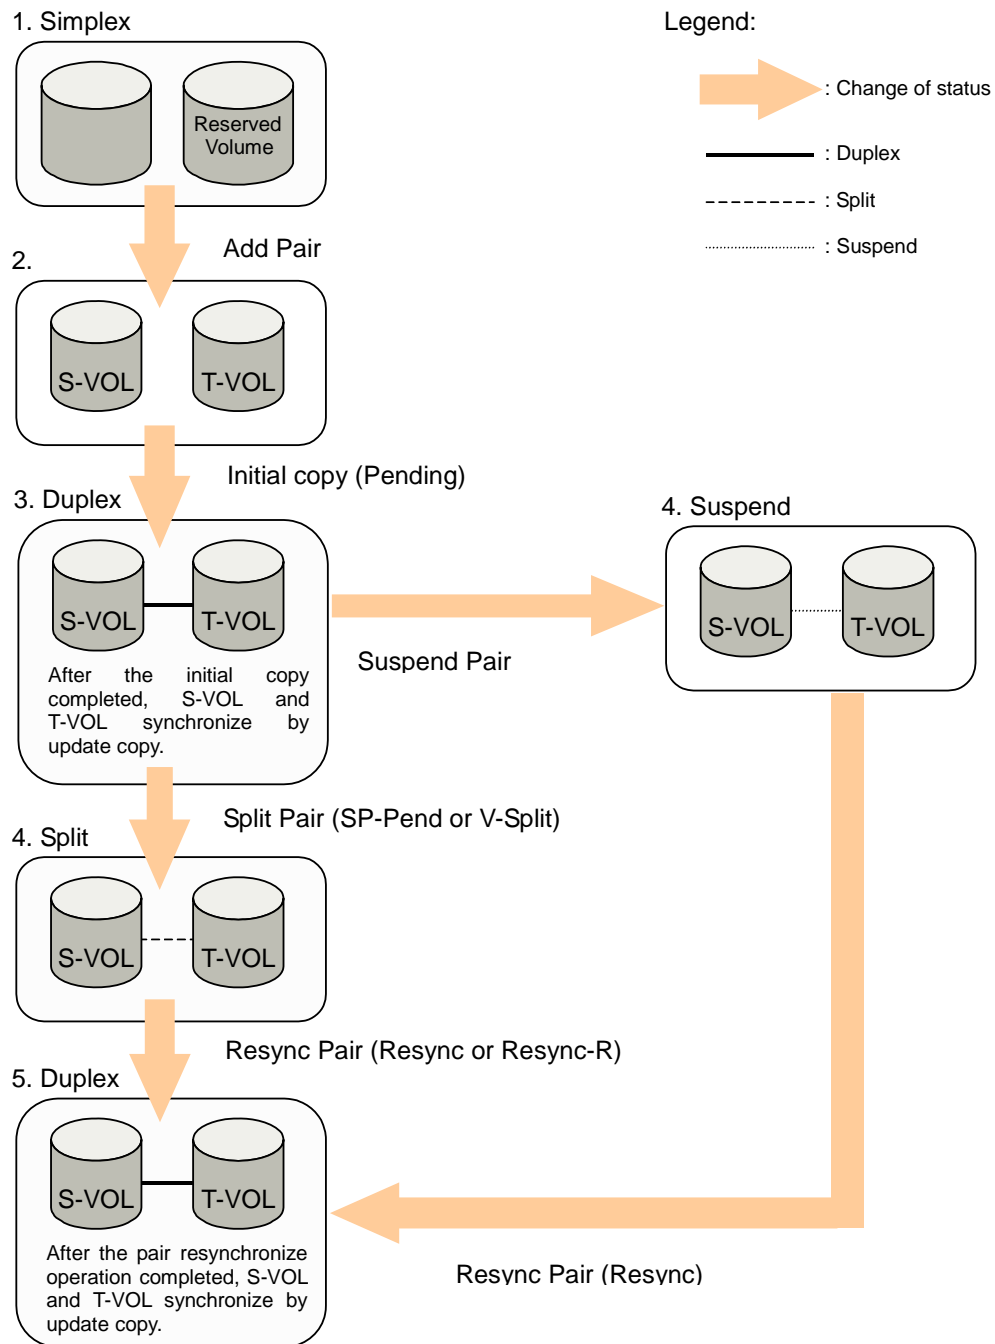 1. Simplex
Reserved
Volume
Legend:
: Change of status
: Duplex
: Split
: Suspend
Add Pair
2.
S-VOL
T-VOL
Initial copy (Pending)
3. Duplex
S-VOL
T-VOL
After the initial copy
completed, S-VOL and
T-VOL synchronize by
update copy.
Suspend Pair
4. Suspend
S-VOL
T-VOL
Split Pair (SP-Pend or V-Split)
4. Split
S-VOL
T-VOL
Resync Pair (Resync or Resync-R)
5. Duplex
S-VOL
T-VOL
After the pair resynchronize
operation completed, S-VOL
and T-VOL synchronize by
update copy.
Resync Pair (Resync)